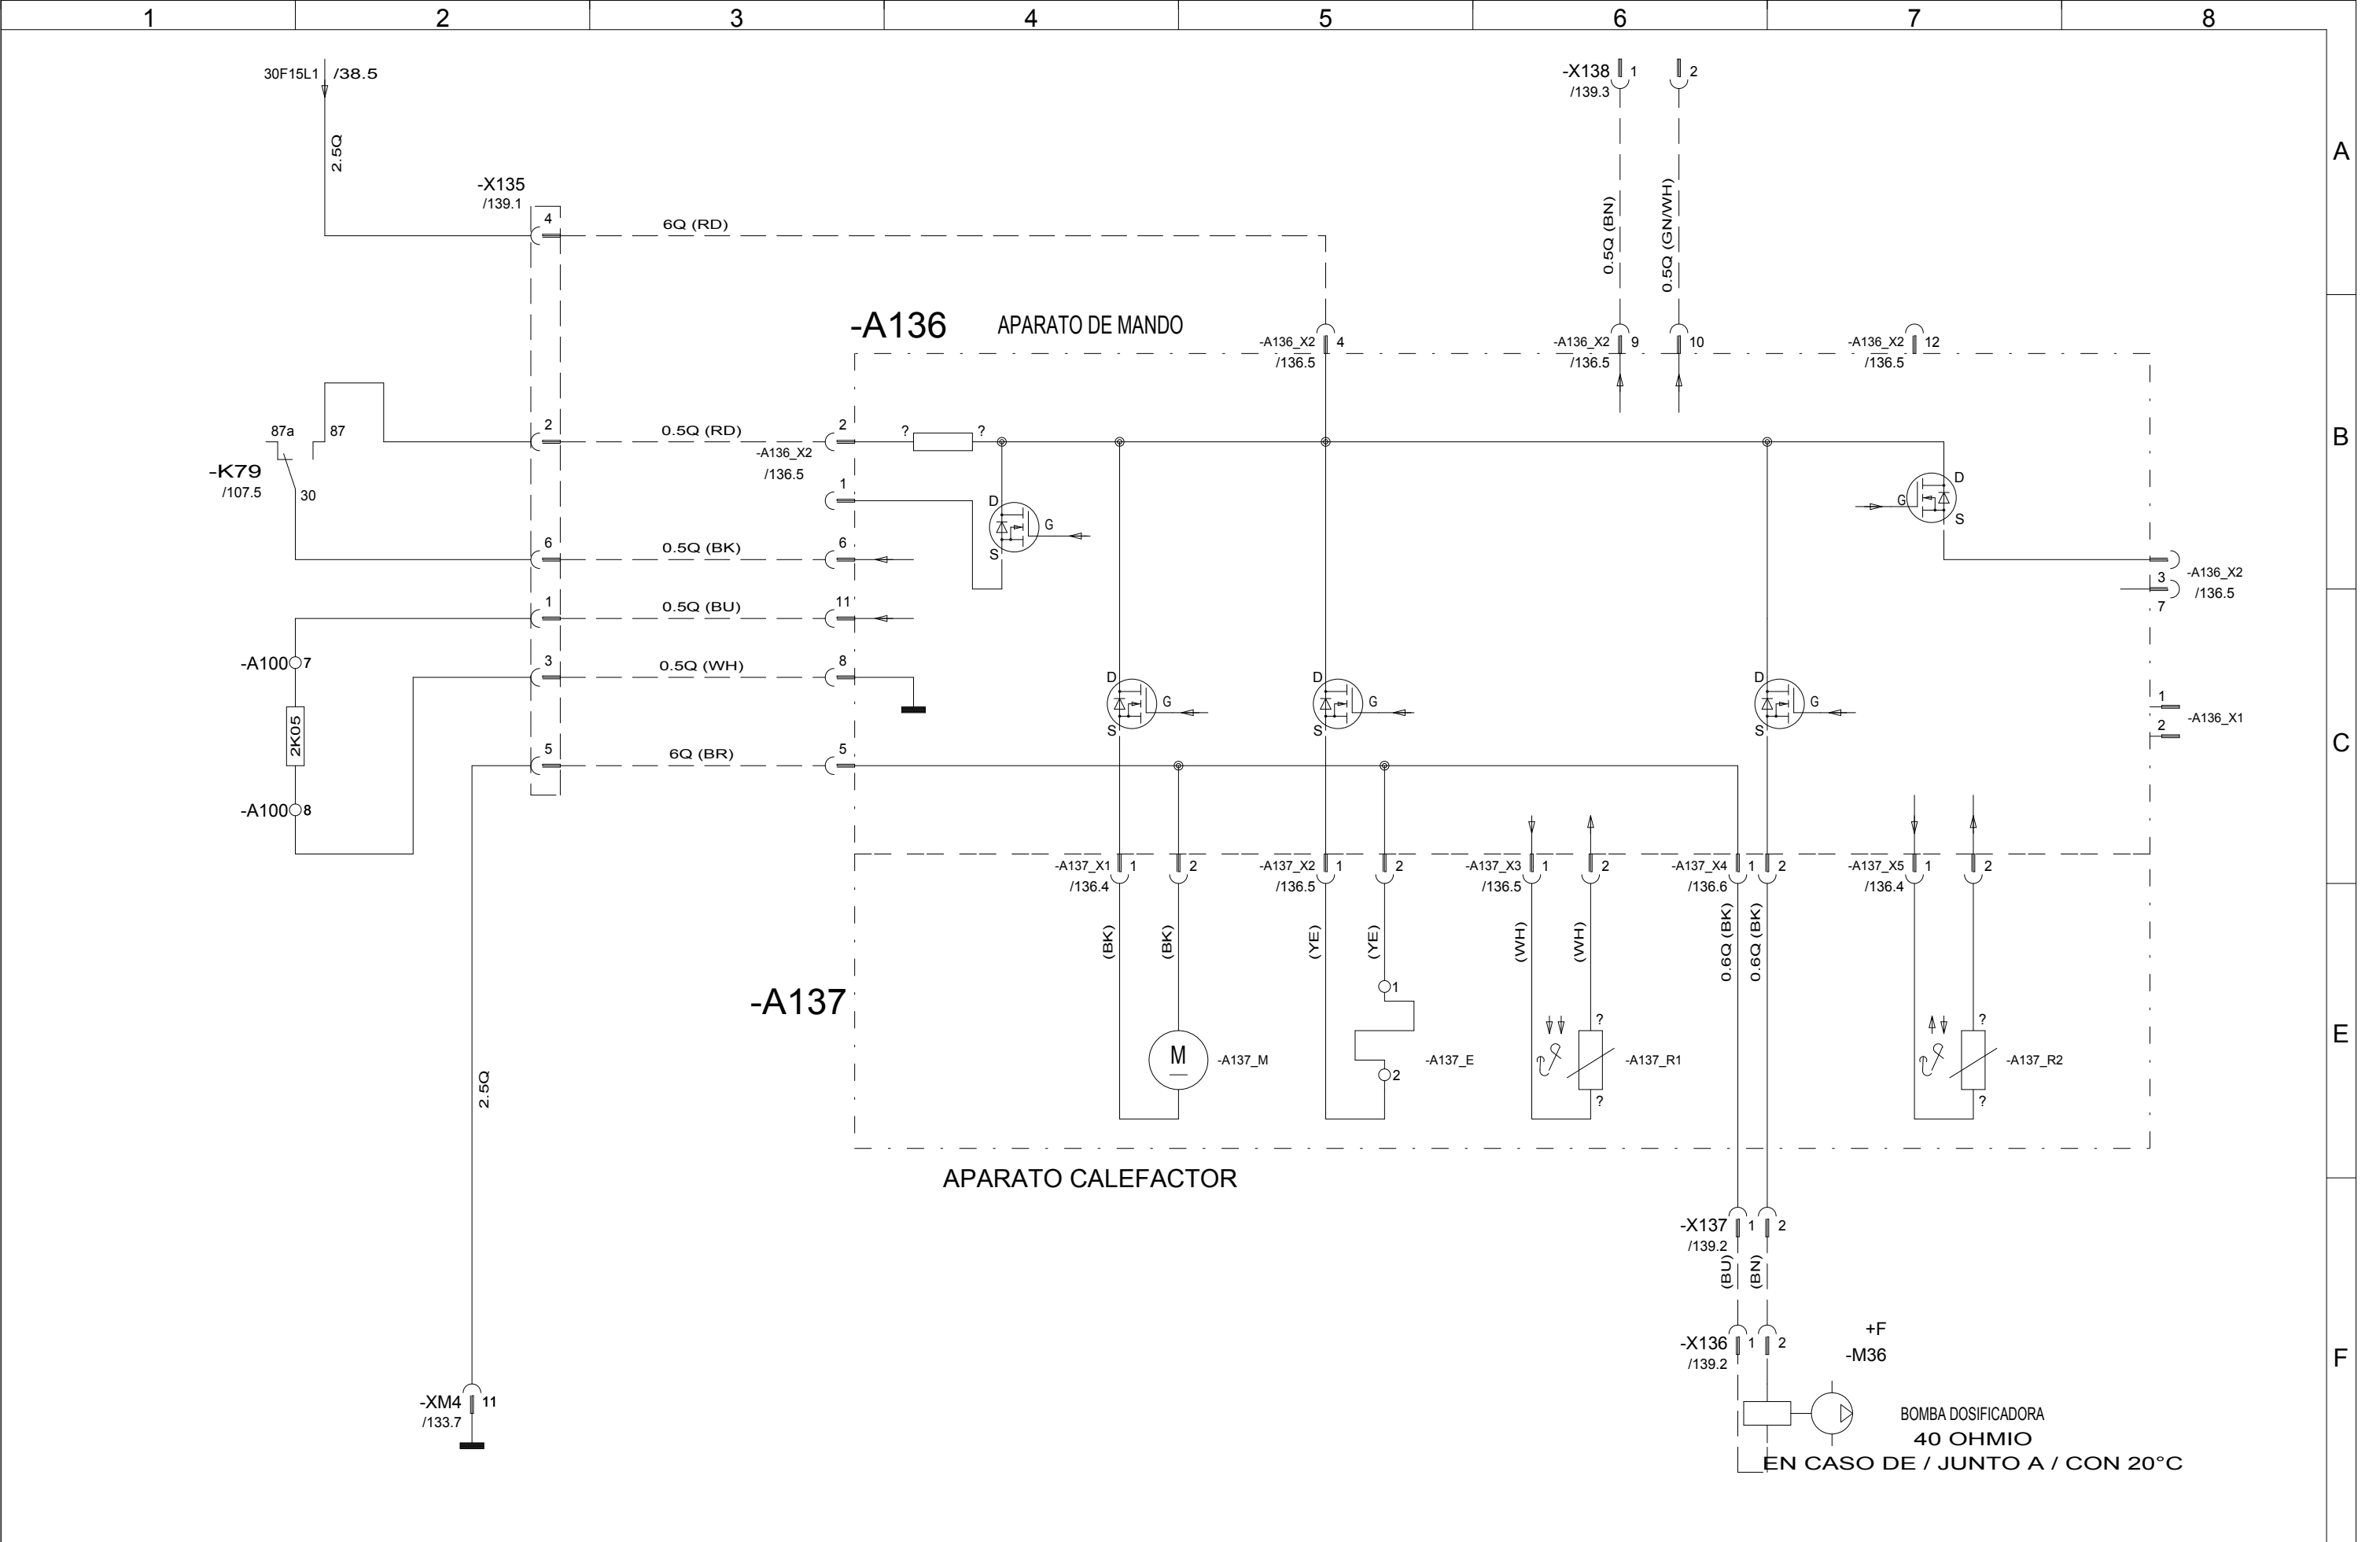 1 2 3 4 5 6 7 8
30F15L1 /38.5
-X138 1 2
/139.3
A
2.5Q
-X135
/139.1
4
6Q (RD)
0.5Q (BN)
0.5Q (GN/WH)
-A136 APARATO DE MANDO
-A136_X2 4
/136.5
-A136_X2 9 10
/136.5
-A136_X2 12
/136.5
87a 87
2
0.5Q (RD)
2
? ?
B
-A136_X2
/136.5
-K79
/107.5
30
1
D
G
S
D
G
S
6
0.5Q (BK)
6
3
-A136_X2
/136.5
7
1
0.5Q (BU)
11
-A100 7
3
0.5Q (WH)
8
D
G
S
D
G
S
D
G
S
1
-A136_X1
2
2K05
C
5
6Q (BR)
5
-A100 8
-A137_X1 1 2
/136.4
-A137_X2 1 2
/136.5
-A137_X3 1 2
/136.5
-A137_X4 1 2
/136.6
-A137_X5 1 2
/136.4
(BK) (BK) (YE) (YE) (WH) (WH) 0.6Q (BK) 0.6Q (BK)
-A137
1
M
-A137_M
-A137_E
2
?
-A137_R1
?
?
-A137_R2
?
E
2.5Q
APARATO CALEFACTOR
-X137 1 2
/139.2
(BU) (BN)
-X136 1 2
/139.2
+F
-M36
F
-XM4 11
/133.7
BOMBA DOSIFICADORA
40 OHMIO
EN CASO DE / JUNTO A / CON 20°C